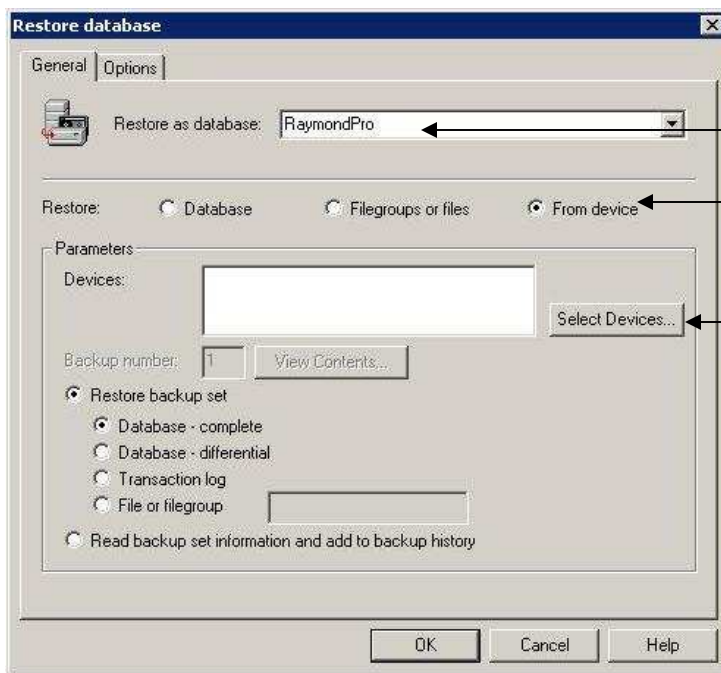 Restore database
General Options
Restore as database: RaymondPro
Restore: Database Filegroups or files From device
Parameters
Devices:
Select Devices...
Backup number: 1 View Contents...
Restore backup set
Database - complete
Database - differential
Transaction log
File or filegroup
Read backup set information and add to backup history
OK Cancel Help